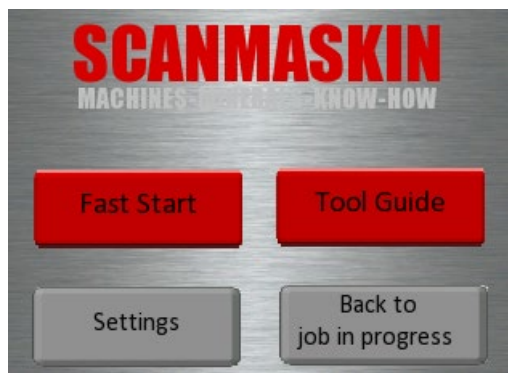 SCANMASKIN
MACHINES KNOW-HOW
Fast Start
Tool Guide
Settings
Back to
job in progress